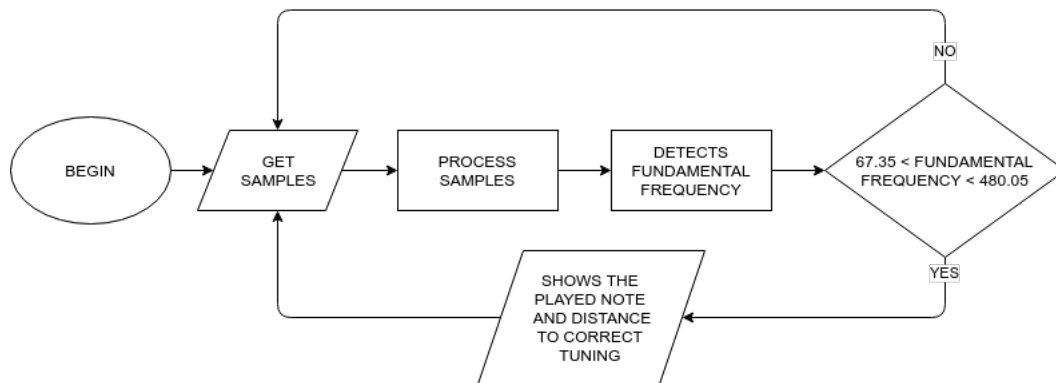 NO
BEGIN
GET
SAMPLES
PROCESS
SAMPLES
DETECTS
FUNDAMENTAL
FREQUENCY
67.35 < FUNDAMENTAL
FREQUENCY < 480.05
YES
SHOWS THE
PLAYED NOTE
AND DISTANCE
TO CORRECT
TUNING